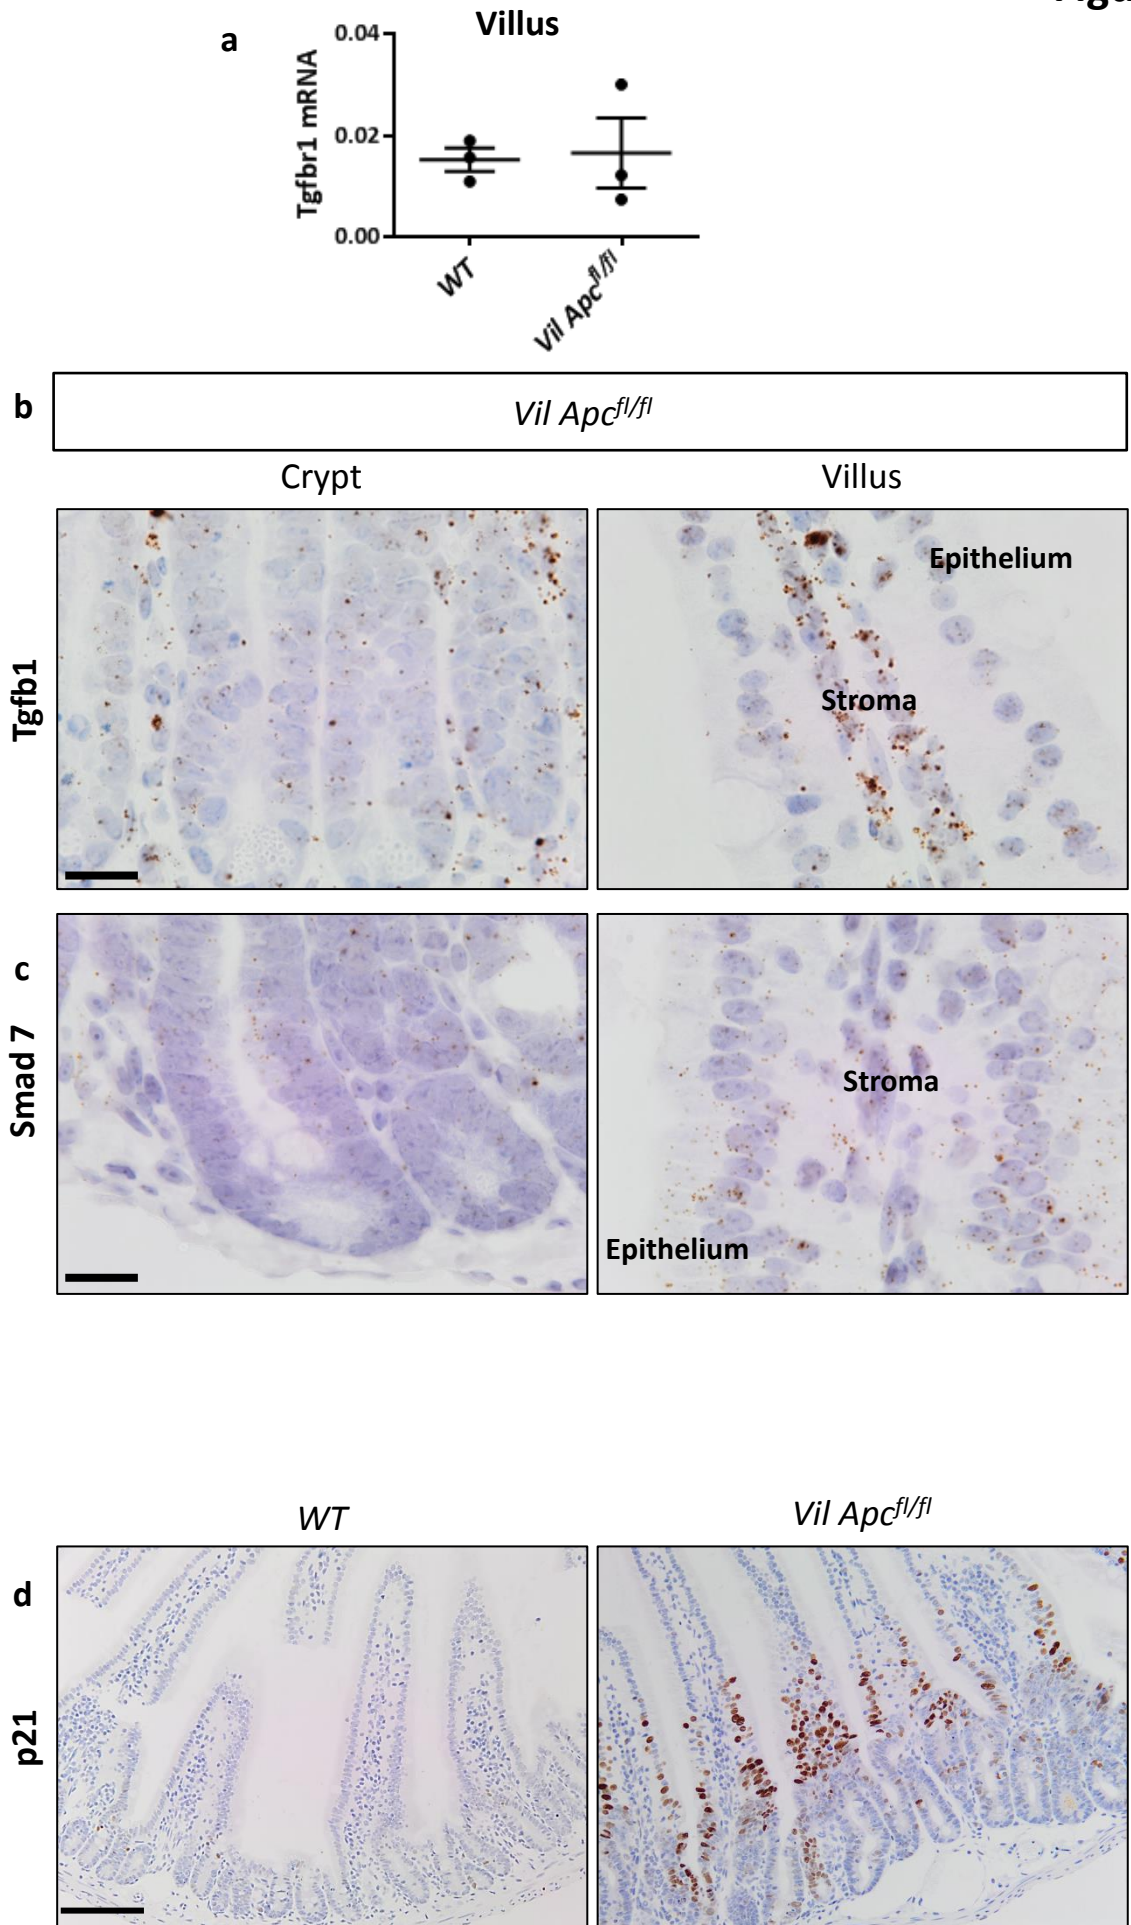 a
Villus
Tgfbr1 mRNA
0.04
0.02
0.00
WT
Vil Apc^fl/fl
b
Vil Apc^fl/fl
Crypt
Villus
Tgfb1
Epithelium
Stroma
c
Smad 7
Stroma
Epithelium
WT
Vil Apc^fl/fl
d
p21